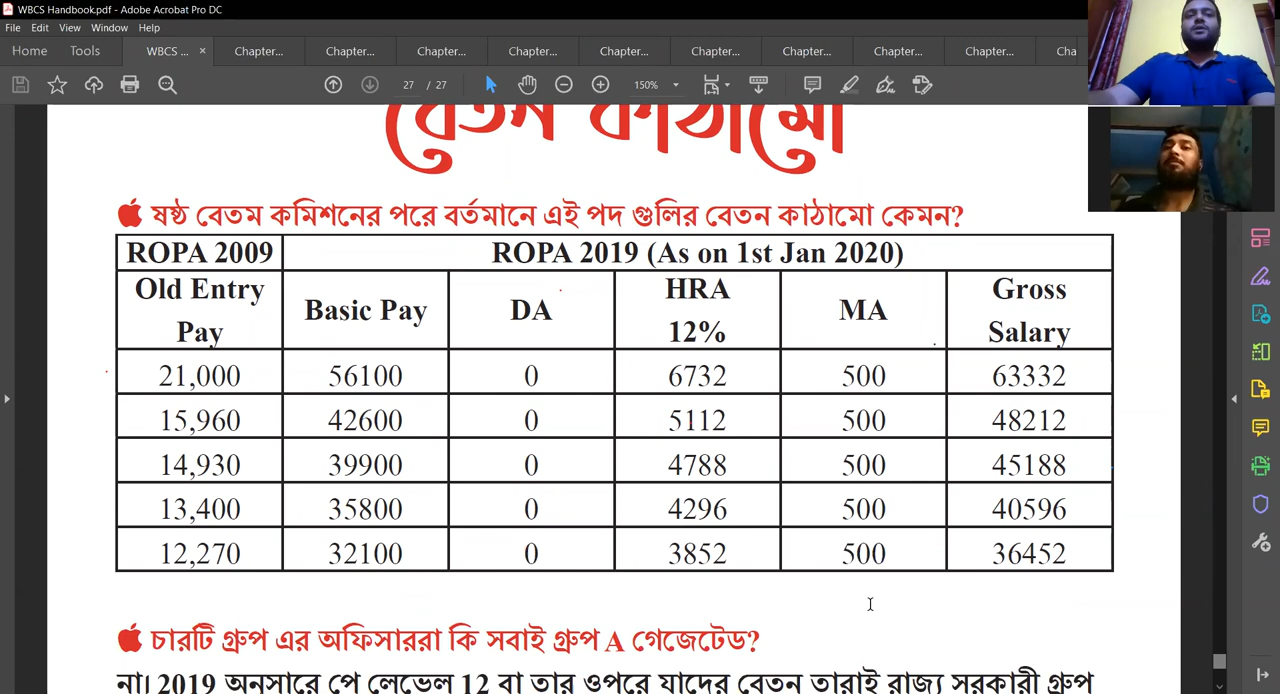 WBCS Handbook.pdf - Adobe Acrobat Pro DC
File Edit View Window Help
Home Tools WBCS ... × Chapter... Chapter... Chapter... Chapter... Chapter... Chapter... Chapter... Chapter... Chapter... Cha
27 / 27 150%
বেতন কাঠামো
ষষ্ঠ বেতম কমিশনের পরে বর্তমানে এই পদ গুলির বেতন কাঠামো কেমন?
ROPA 2009 ROPA 2019 (As on 1st Jan 2020)
Old Entry Pay Basic Pay DA HRA 12% MA Gross Salary
21,000 56100 0 6732 500 63332
15,960 42600 0 5112 500 48212
14,930 39900 0 4788 500 45188
13,400 35800 0 4296 500 40596
12,270 32100 0 3852 500 36452
চারটি গ্রুপ এর অফিসাররা কি সবাই গ্রুপ A গেজেটেড?
না। 2019 অনুসারে পে লেভেল 12 বা তার ওপরে যাদের বেতন তারাই রাজ্য সরকারী গ্রুপ